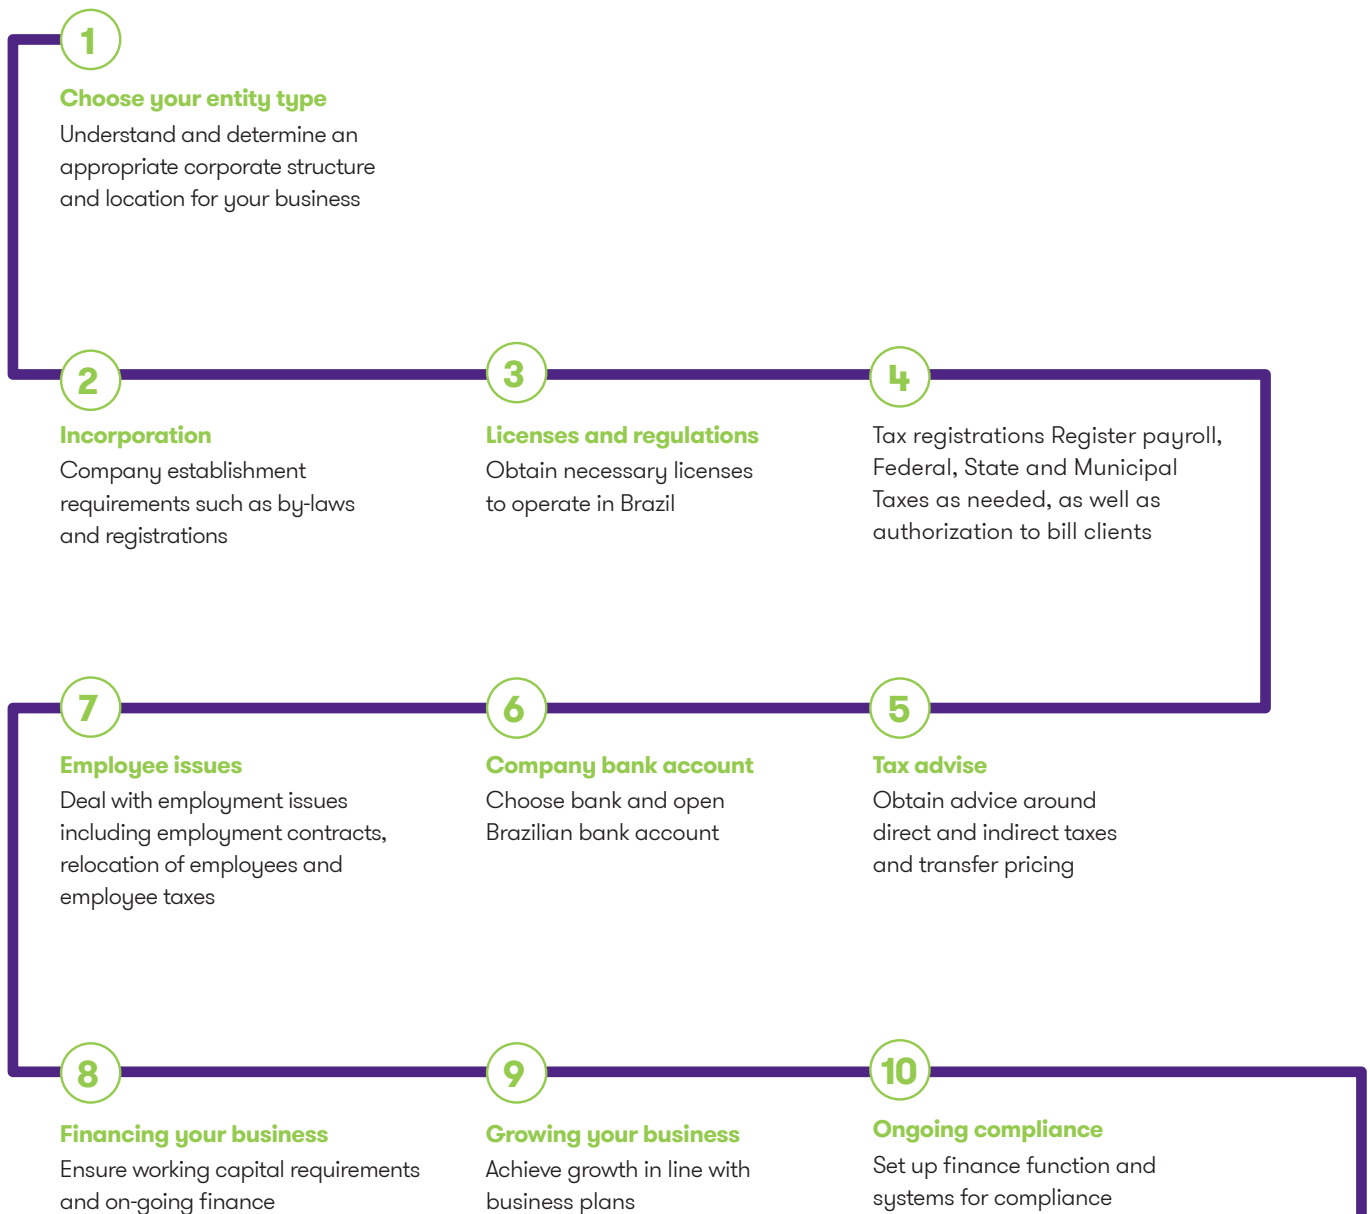 1
Choose your entity type
Understand and determine an
appropriate corporate structure
and location for your business
2
Incorporation
Company establishment
requirements such as by-laws
and registrations
3
Licenses and regulations
Obtain necessary licenses
to operate in Brazil
4
Tax registrations Register payroll,
Federal, State and Municipal
Taxes as needed, as well as
authorization to bill clients
5
Tax advise
Obtain advice around
direct and indirect taxes
and transfer pricing
6
Company bank account
Choose bank and open
Brazilian bank account
7
Employee issues
Deal with employment issues
including employment contracts,
relocation of employees and
employee taxes
8
Financing your business
Ensure working capital requirements
and on-going finance
9
Growing your business
Achieve growth in line with
business plans
10
Ongoing compliance
Set up finance function and
systems for compliance